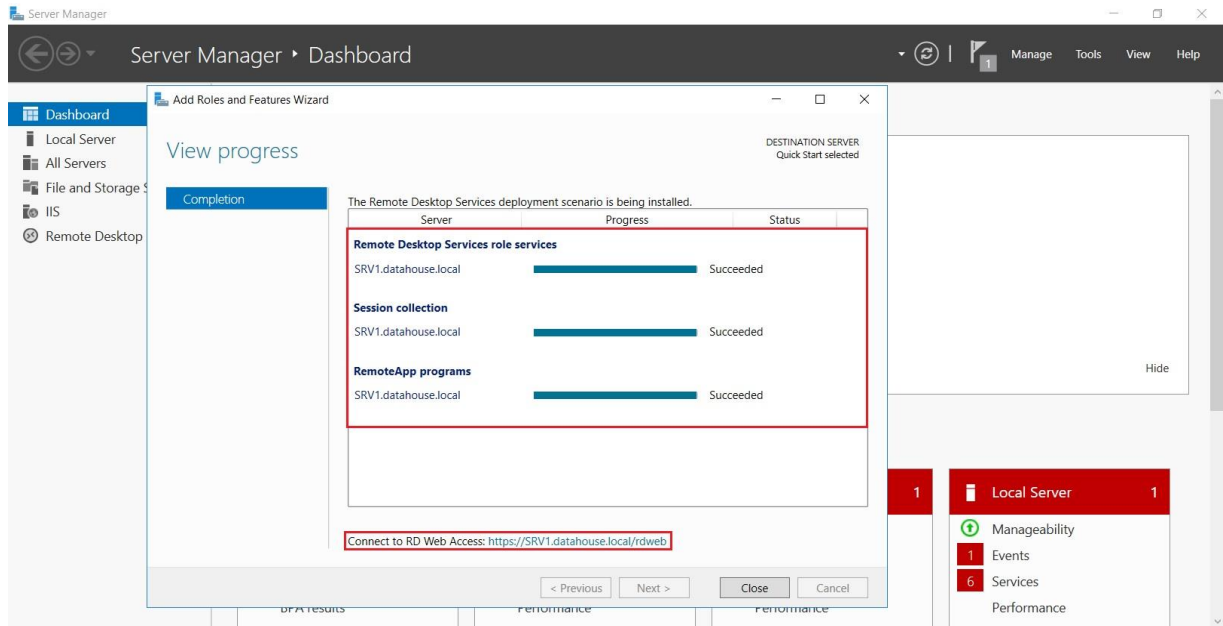 Server Manager
Server Manager ‣ Dashboard
1
Manage Tools View Help
Dashboard
Local Server
All Servers
File and Storage S
IIS
Remote Desktop
Add Roles and Features Wizard
View progress
DESTINATION SERVER
Quick Start selected
Completion
The Remote Desktop Services deployment scenario is being installed.
Server Progress Status
Remote Desktop Services role services
SRV1.datahouse.local Succeeded
Session collection
SRV1.datahouse.local Succeeded
RemoteApp programs
SRV1.datahouse.local Succeeded
Connect to RD Web Access: https://SRV1.datahouse.local/rdweb
< Previous Next > Close Cancel
Hide
1
Local Server 1
Manageability
1 Events
6 Services
Performance
BPA results Performance Performance